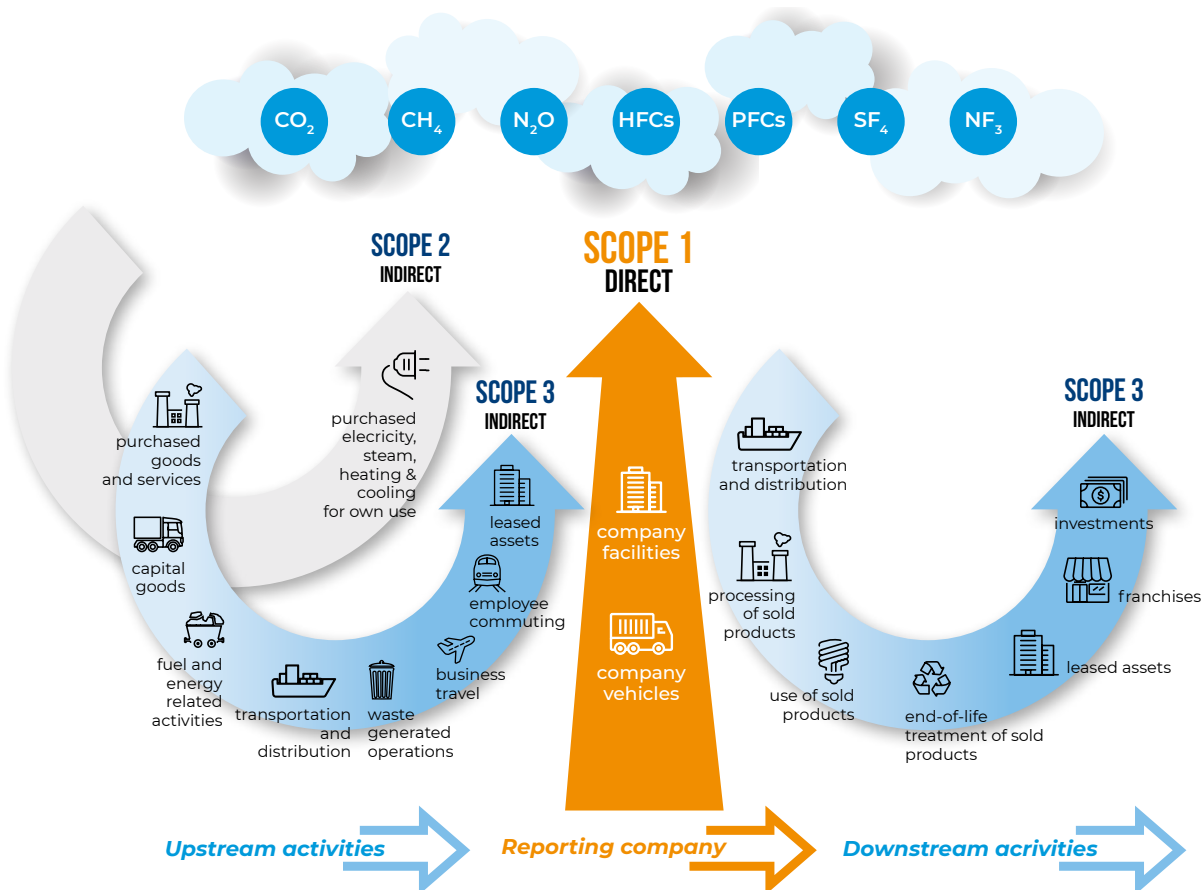 CO₂
CH₄
N₂O
HFCs
PFCs
SF₄
NF₃
SCOPE 2
INDIRECT
purchased
elecricity,
steam,
heating &
cooling
for own use
SCOPE 3
INDIRECT
purchased
goods
and services
capital
goods
fuel and
energy
related
activities
transportation
and
distribution
waste
generated
operations
business
travel
employee
commuting
leased
assets
SCOPE 1
DIRECT
company
facilities
company
vehicles
SCOPE 3
INDIRECT
transportation
and distribution
processing
of sold
products
use of sold
products
end-of-life
treatment of sold
products
leased assets
franchises
investments
Upstream activities
Reporting company
Downstream acrivities